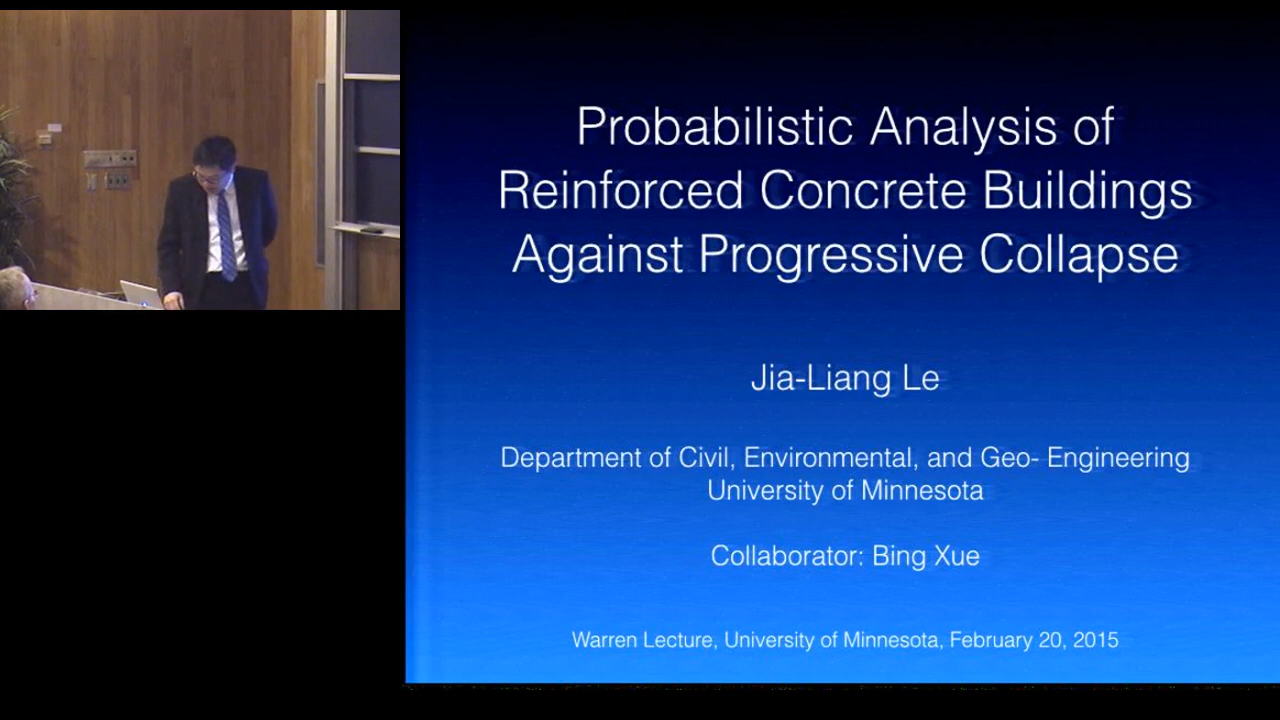 Probabilistic Analysis of
Reinforced Concrete Buildings
Against Progressive Collapse
Jia-Liang Le
Department of Civil, Environmental, and Geo- Engineering
University of Minnesota
Collaborator: Bing Xue
Warren Lecture, University of Minnesota, February 20, 2015